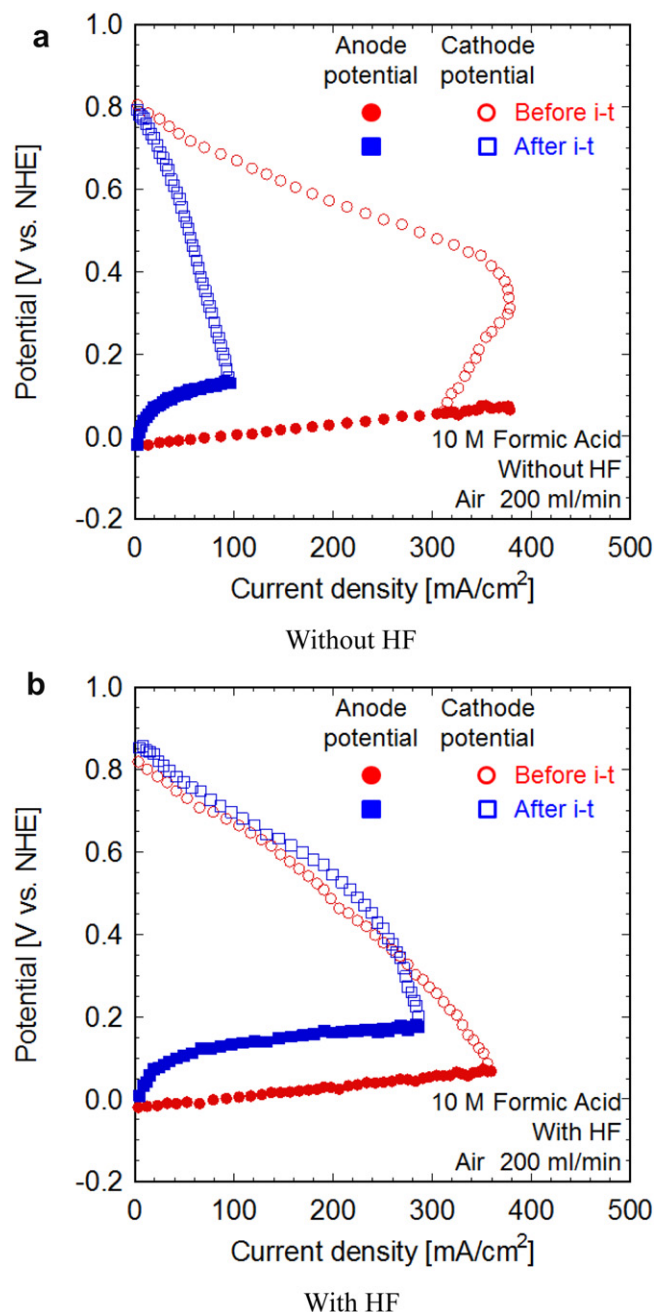 a
Anode potential
Cathode potential
Before i-t
After i-t
Potential [V vs. NHE]
1.0
0.8
0.6
0.4
0.2
0.0
-0.2
10 M Formic Acid
Without HF
Air 200 ml/min
0 100 200 300 400 500
Current density [mA/cm²]
Without HF
b
Anode potential
Cathode potential
Before i-t
After i-t
Potential [V vs. NHE]
1.0
0.8
0.6
0.4
0.2
0.0
-0.2
10 M Formic Acid
With HF
Air 200 ml/min
0 100 200 300 400 500
Current density [mA/cm²]
With HF